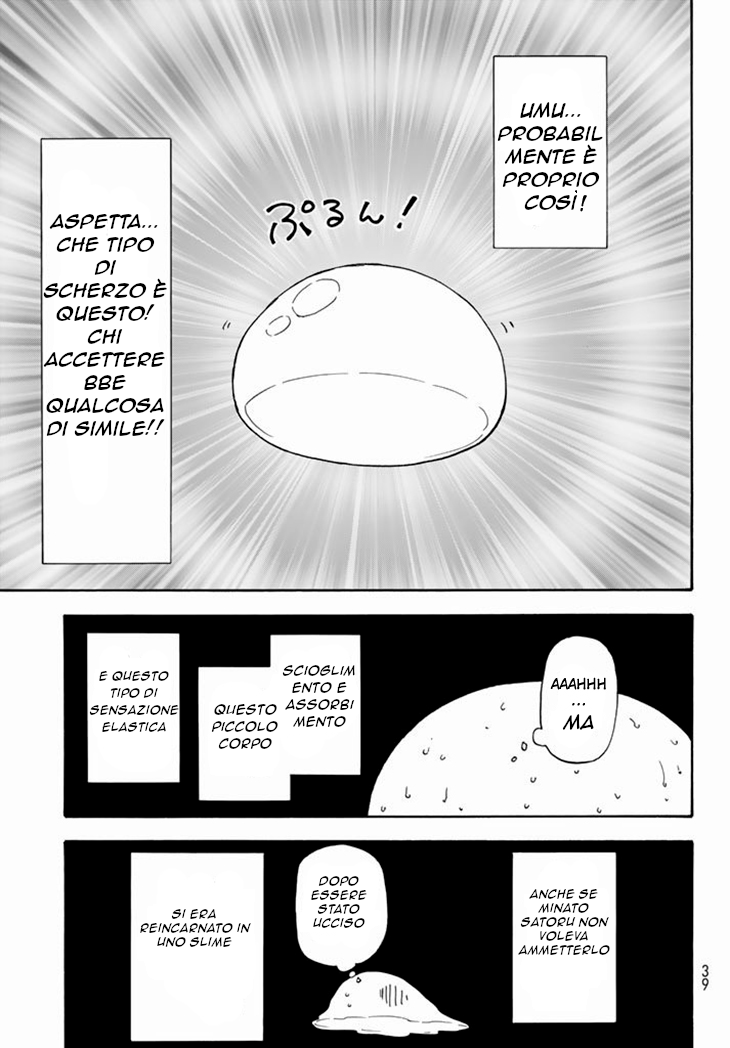 UMU...
PROBABIL
MENTE È
PROPRIO
COSÌ!
ぷるん!
ASPETTA...
CHE TIPO
DI
SCHERZO È
QUESTO!
CHI
ACCETTERE
BBE
QUALCOSA
DI SIMILE!!
AAAHHH
...
MA
SCIOGLIM
ENTO E
ASSORBI
MENTO
QUESTO
PICCOLO
CORPO
E QUESTO
TIPO DI
SENSAZIONE
ELASTICA
ANCHE SE
MINATO
SATORU NON
VOLEVA
AMMETTERLO
DOPO
ESSERE
STATO
UCCISO
SI ERA
REINCARNATO IN
UNO SLIME
39